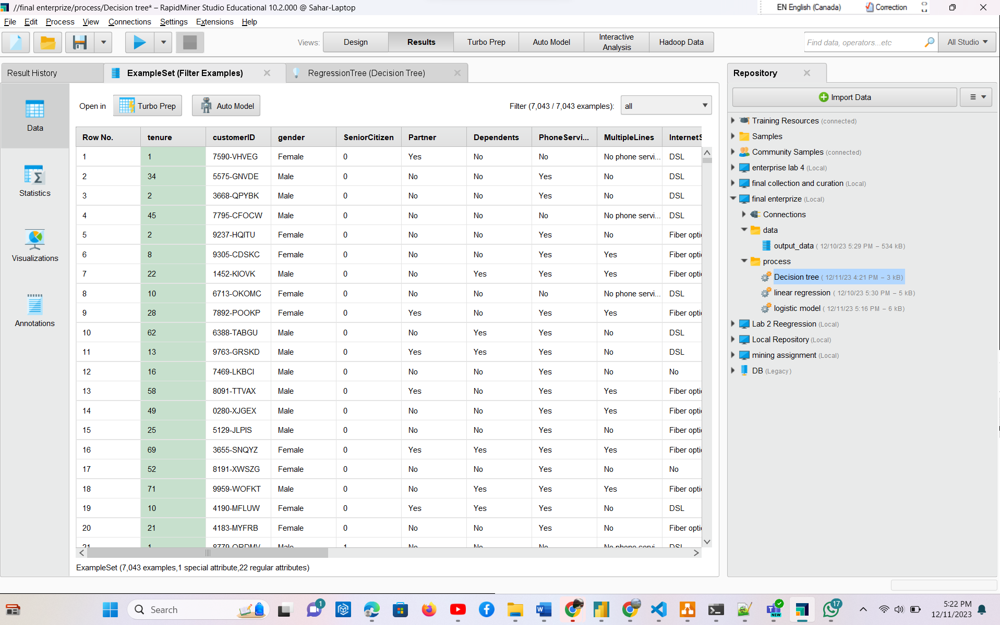 //final enterprize/process/Decision tree* – RapidMiner Studio Educational 10.2.000 @ Sahar-Laptop
EN English (Canada) Correction
File Edit Process View Connections Settings Extensions Help
Views: Design Results Turbo Prep Auto Model Interactive Analysis Hadoop Data
Find data, operators...etc All Studio
Result History ExampleSet (Filter Examples) RegressionTree (Decision Tree)
Repository
Data
Statistics
Visualizations
Annotations
Open in Turbo Prep Auto Model Filter (7,043 / 7,043 examples): all
Row No. tenure customerID gender SeniorCitizen Partner Dependents PhoneServi... MultipleLines InternetS
1 1 7590-VHVEG Female 0 Yes No No No phone servi... DSL
2 34 5575-GNVDE Male 0 No No Yes No DSL
3 2 3668-QPYBK Male 0 No No Yes No DSL
4 45 7795-CFOCW Male 0 No No No No phone servi... DSL
5 2 9237-HQITU Female 0 No No Yes No Fiber opti
6 8 9305-CDSKC Female 0 No No Yes Yes Fiber opti
7 22 1452-KIOVK Male 0 No Yes Yes Yes Fiber opti
8 10 6713-OKOMC Female 0 No No No No phone servi... DSL
9 28 7892-POOKP Female 0 Yes No Yes Yes Fiber opti
10 62 6388-TABGU Male 0 No Yes Yes No DSL
11 13 9763-GRSKD Male 0 Yes Yes Yes No DSL
12 16 7469-LKBCI Male 0 No No Yes No No
13 58 8091-TTVAX Male 0 Yes No Yes Yes Fiber opti
14 49 0280-XJGEX Male 0 No No Yes Yes Fiber opti
15 25 5129-JLPIS Male 0 No No Yes No Fiber opti
16 69 3655-SNQYZ Female 0 Yes Yes Yes Yes Fiber opti
17 52 8191-XWSZG Female 0 No No Yes No No
18 71 9959-WOFKT Male 0 No Yes Yes Yes Fiber opti
19 10 4190-MFLUW Female 0 Yes Yes Yes No DSL
20 21 4183-MYFRB Female 0 No No Yes No Fiber opti
21 1 8779-QRDMV Male 1 No No No No phone servi DSL
ExampleSet (7,043 examples,1 special attribute,22 regular attributes)
Import Data
Training Resources (connected)
Samples
Community Samples (connected)
enterprise lab 4 (Local)
final collection and curation (Local)
final enterprize (Local)
Connections
data
output_data ( 12/10/23 5:29 PM – 534 kB)
process
Decision tree ( 12/11/23 4:21 PM – 3 kB)
linear regression ( 12/10/23 5:30 PM – 5 kB)
logistic model ( 12/11/23 5:16 PM – 6 kB)
Lab 2 Reegression (Local)
Local Repository (Local)
mining assignment (Local)
DB (Legacy)
Search 1 NEW 17 5:22 PM
12/11/2023